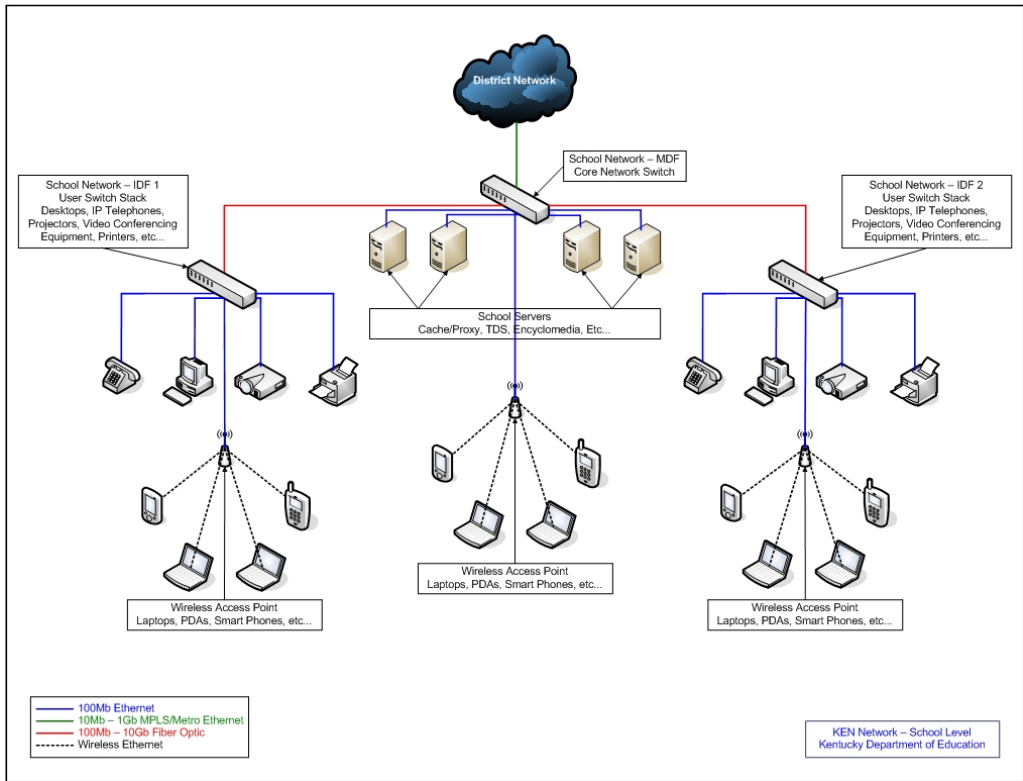 District Network
School Network – MDF
Core Network Switch
School Network – IDF 1
User Switch Stack
Desktops, IP Telephones,
Projectors, Video Conferencing
Equipment, Printers, etc...
School Network – IDF 2
User Switch Stack
Desktops, IP Telephones,
Projectors, Video Conferencing
Equipment, Printers, etc...
School Servers
Cache/Proxy, TDS, Encyclomedia, Etc...
Wireless Access Point
Laptops, PDAs, Smart Phones, etc...
Wireless Access Point
Laptops, PDAs, Smart Phones, etc...
Wireless Access Point
Laptops, PDAs, Smart Phones, etc...
100Mb Ethernet
10Mb – 1Gb MPLS/Metro Ethernet
100Mb – 10Gb Fiber Optic
Wireless Ethernet
KEN Network – School Level
Kentucky Department of Education